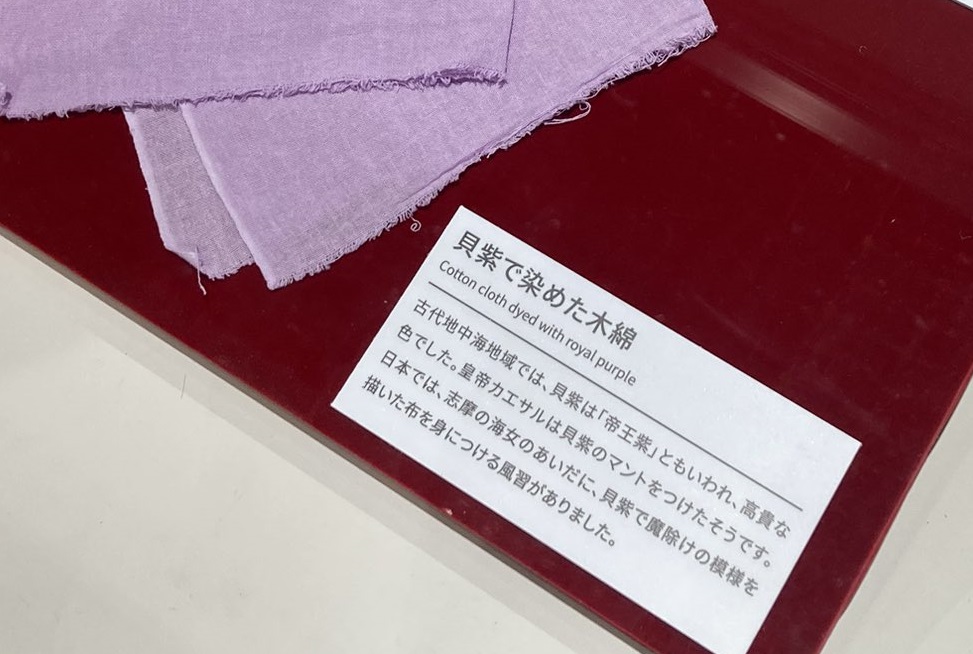 貝紫で染めた木綿
Cotton cloth dyed with royal purple
古代地中海地域では、貝紫は「帝王紫」ともいわれ、高貴な
色でした。皇帝カエサルは貝紫のマントをつけたそうです。
日本では、志摩の海女のあいだに、貝紫で魔除けの模様を
描いた布を身につける風習がありました。